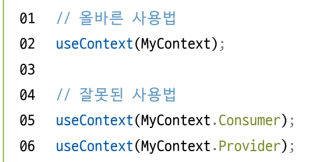 01 // 올바른 사용법
02 useContext(MyContext);
03
04 // 잘못된 사용법
05 useContext(MyContext.Consumer);
06 useContext(MyContext.Provider);